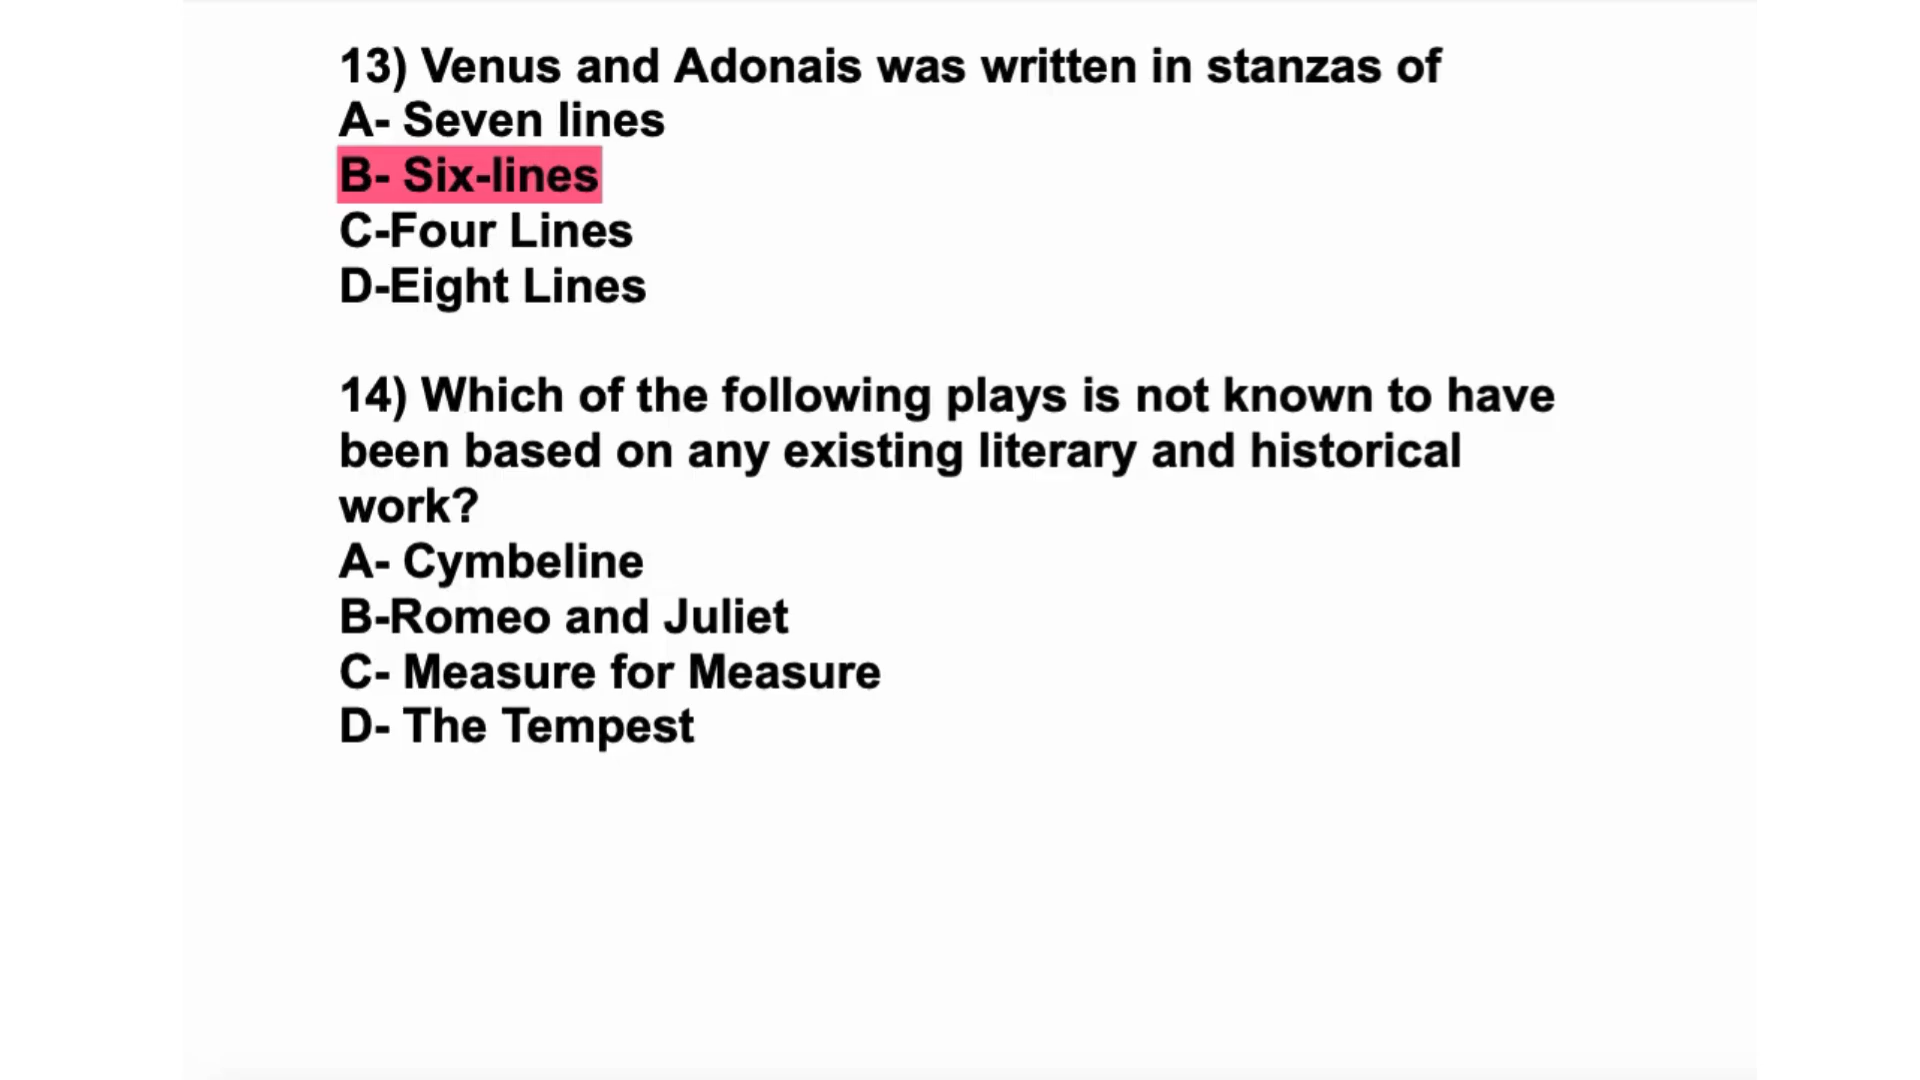 13) Venus and Adonais was written in stanzas of
A- Seven lines
B- Six-lines
C-Four Lines
D-Eight Lines
14) Which of the following plays is not known to have
been based on any existing literary and historical
work?
A- Cymbeline
B-Romeo and Juliet
C- Measure for Measure
D- The Tempest